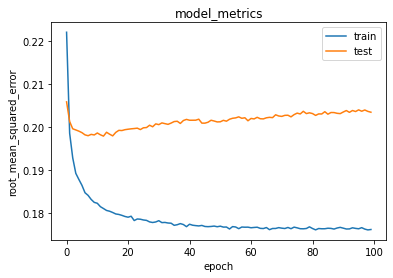 model_metrics
train
test
root_mean_squared_error
0.22
0.21
0.20
0.19
0.18
0
20
40
60
80
100
epoch